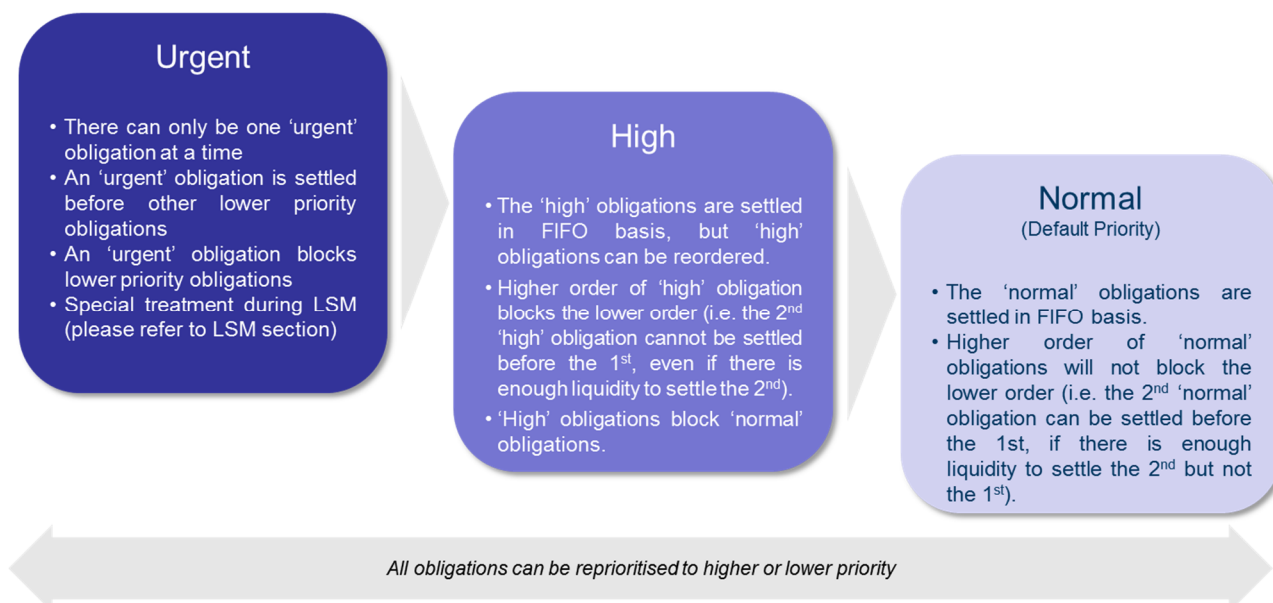 Urgent
• There can only be one ‘urgent’
obligation at a time
• An ‘urgent’ obligation is settled
before other lower priority
obligations
• An ‘urgent’ obligation blocks
lower priority obligations
• Special treatment during LSM
(please refer to LSM section)
High
• The ‘high’ obligations are settled
in FIFO basis, but ‘high’
obligations can be reordered.
• Higher order of ‘high’ obligation
blocks the lower order (i.e. the 2nd
‘high’ obligation cannot be settled
before the 1st, even if there is
enough liquidity to settle the 2nd).
• ‘High’ obligations block ‘normal’
obligations.
Normal
(Default Priority)
• The ‘normal’ obligations are
settled in FIFO basis.
• Higher order of ‘normal’
obligations will not block the
lower order (i.e. the 2nd ‘normal’
obligation can be settled before
the 1st, if there is enough
liquidity to settle the 2nd but not
the 1st).
All obligations can be reprioritised to higher or lower priority